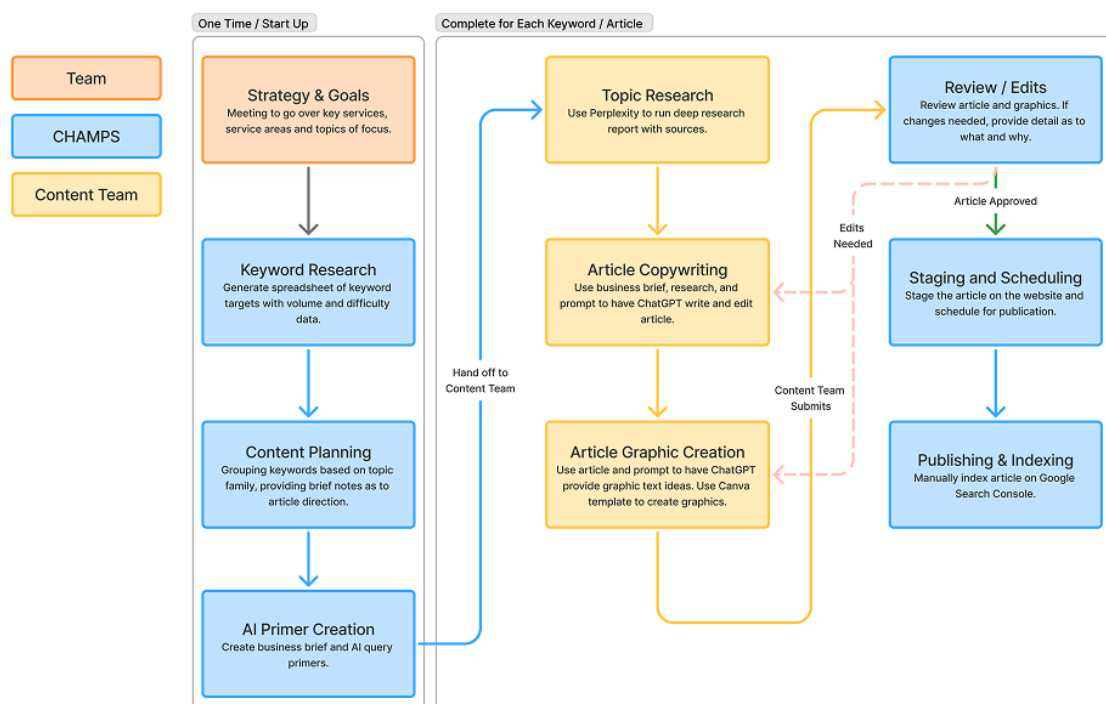 One Time / Start Up
Complete for Each Keyword / Article
Team
CHAMPS
Content Team
Strategy & Goals
Meeting to go over key services,
service areas and topics of focus.
Keyword Research
Generate spreadsheet of keyword
targets with volume and difficulty
data.
Content Planning
Grouping keywords based on topic
family, providing brief notes as to
article direction.
AI Primer Creation
Create business brief and AI query
primers.
Hand off to
Content Team
Topic Research
Use Perplexity to run deep research
report with sources.
Article Copywriting
Use business brief, research, and
prompt to have ChatGPT write and edit
article.
Article Graphic Creation
Use article and prompt to have ChatGPT
provide graphic text ideas. Use Canva
template to create graphics.
Content Team
Submits
Review / Edits
Review article and graphics. If
changes needed, provide detail as to
what and why.
Edits
Needed
Article Approved
Staging and Scheduling
Stage the article on the website and
schedule for publication.
Publishing & Indexing
Manually index article on Google
Search Console.